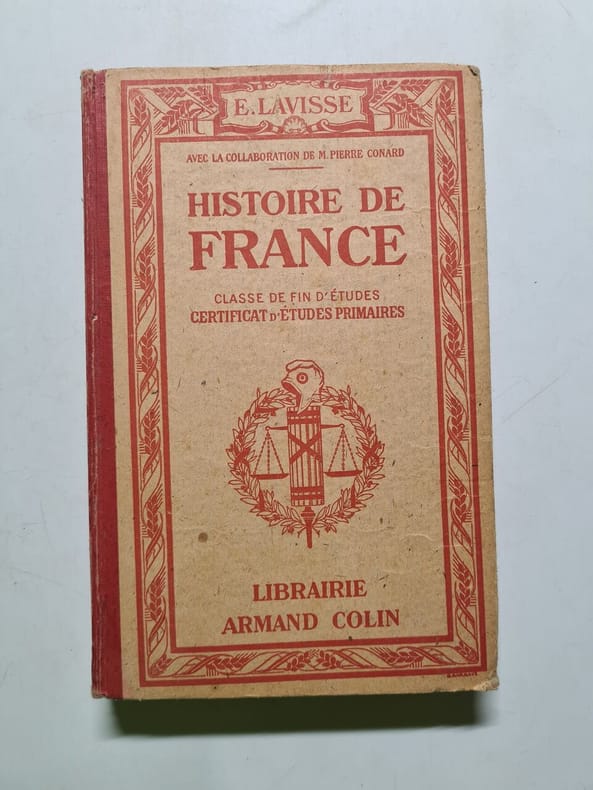 E. LAVISSE
AVEC LA COLLABORATION DE M. PIERRE CONARD
HISTOIRE DE
FRANCE
CLASSE DE FIN D'ÉTUDES
CERTIFICAT D'ÉTUDES PRIMAIRES
LIBRAIRIE
ARMAND COLIN